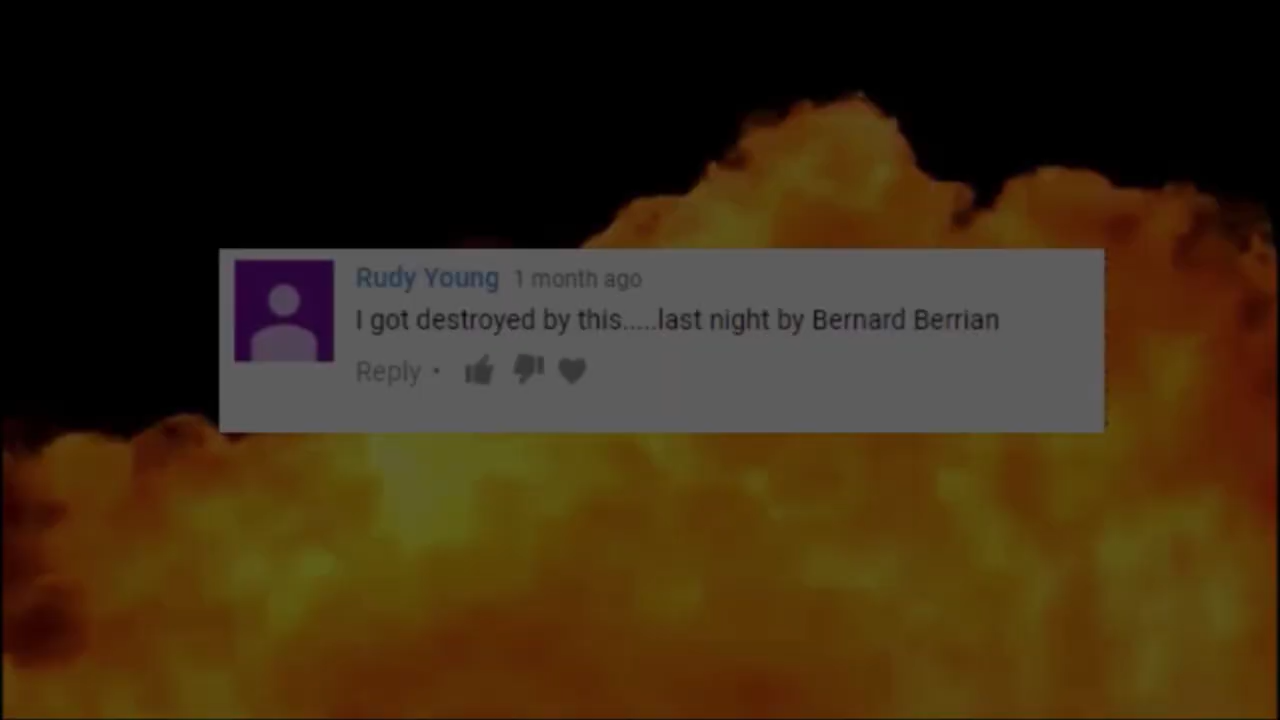 Rudy Young 1 month ago
I got destroyed by this.....last night by Bernard Berrian
Reply •